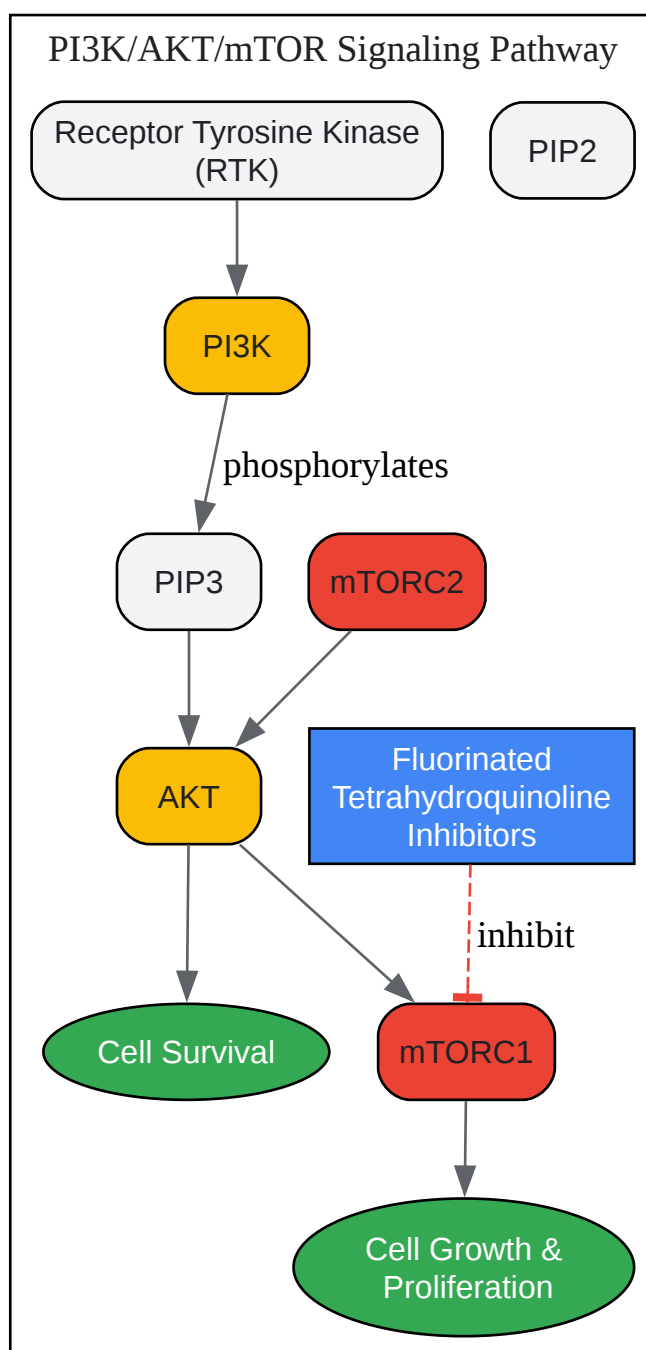 PI3K/AKT/mTOR Signaling Pathway
Receptor Tyrosine Kinase
(RTK)
PIP2
PI3K
phosphorylates
PIP3
mTORC2
AKT
Fluorinated
Tetrahydroquinoline
Inhibitors
inhibit
Cell Survival
mTORC1
Cell Growth &
Proliferation